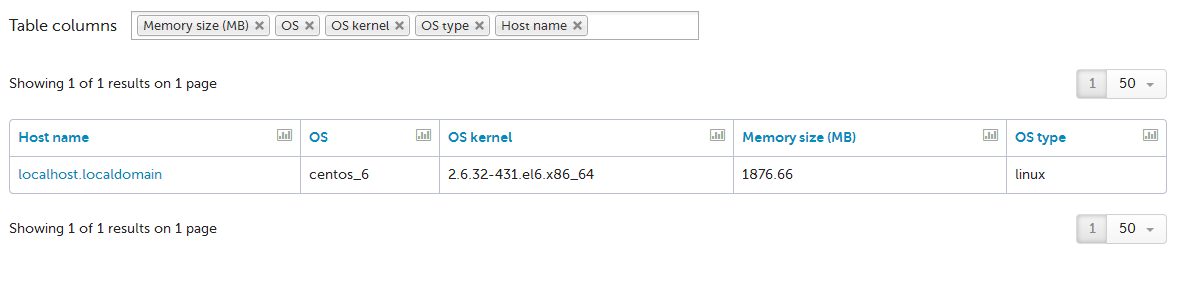 Table columns Memory size (MB) OS OS kernel OS type Host name
Showing 1 of 1 results on 1 page 1 50
Host name OS OS kernel Memory size (MB) OS type
localhost.localdomain centos_6 2.6.32-431.el6.x86_64 1876.66 linux
Showing 1 of 1 results on 1 page 1 50